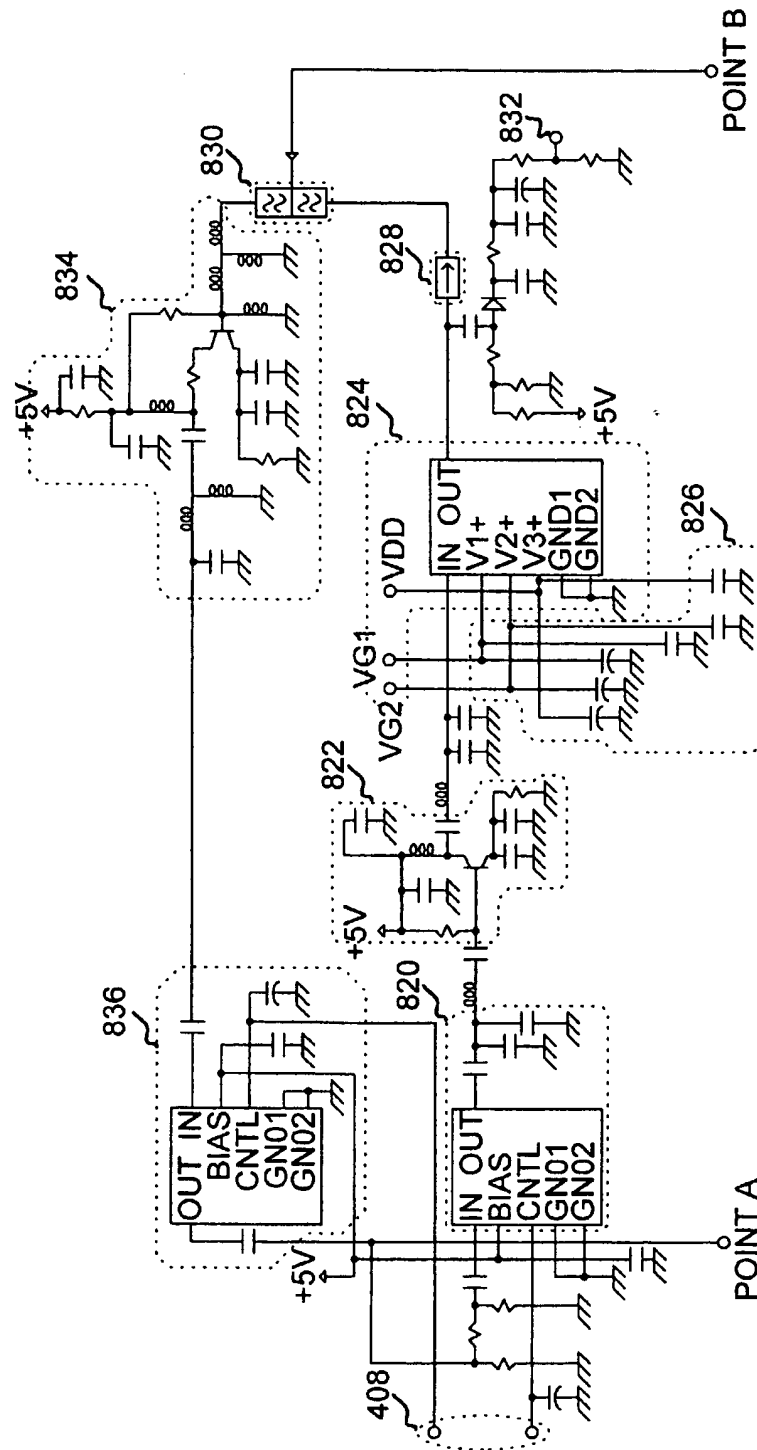 834
+5V
830
POINT B
832
828
+5V
824
IN OUT
V1+
V2+
V3+
GND1
GND2
VDD
VG1
VG2
826
822
+5V
836
OUT IN
BIAS
CNTL
GN01
GN02
+5V
820
IN OUT
BIAS
CNTL
GN01
GN02
408
POINT A